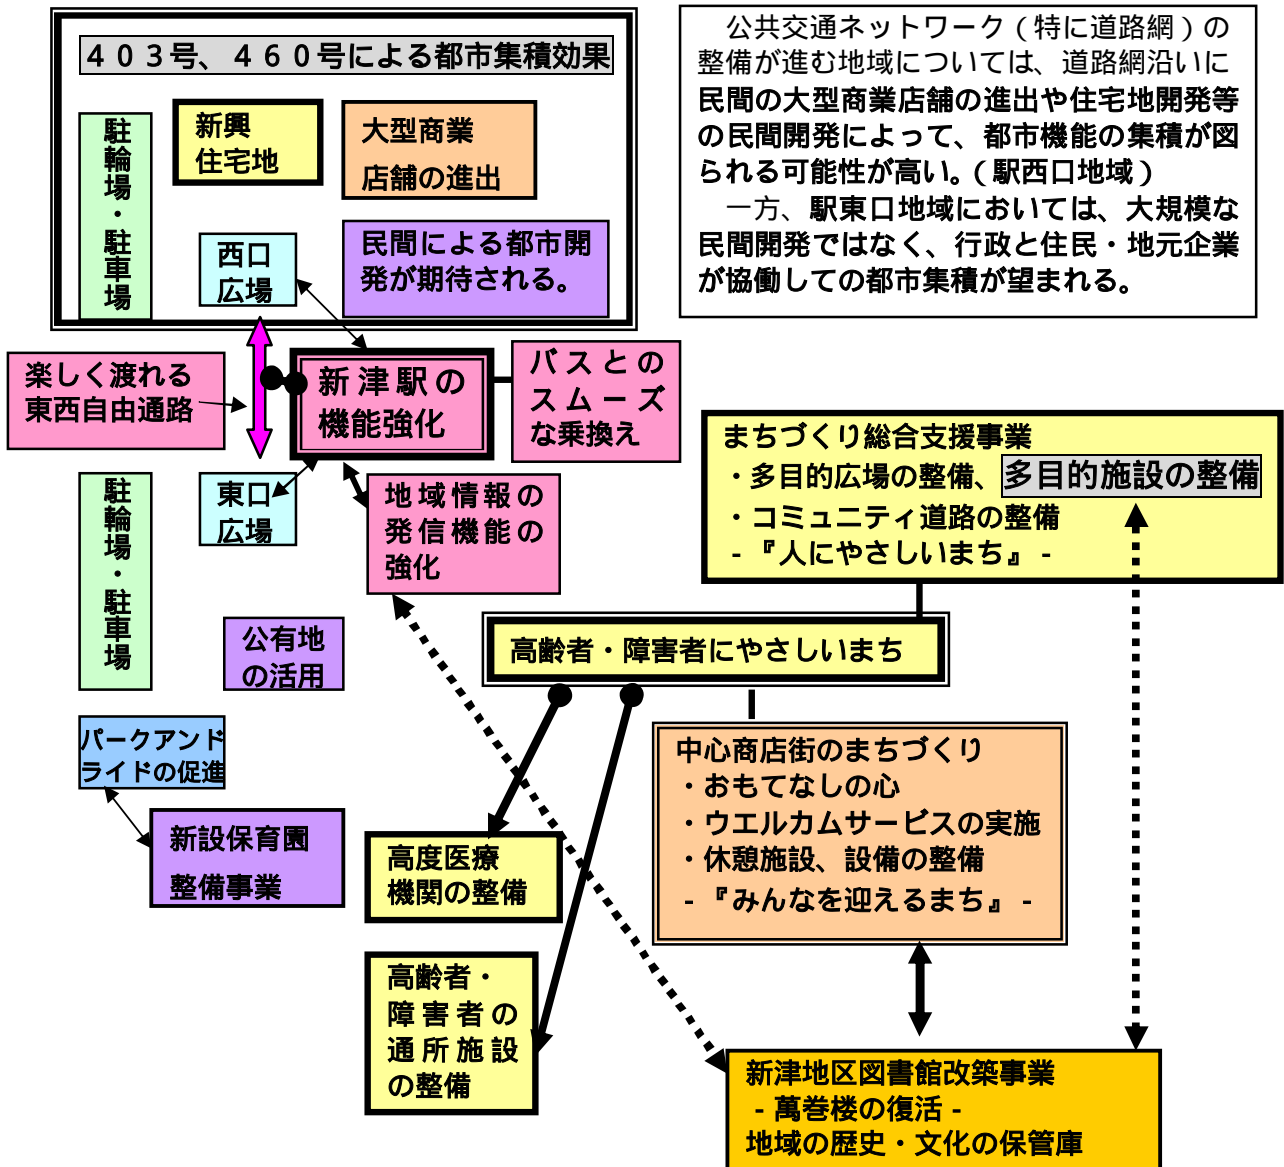 ４０３号、４６０号による都市集積効果
新興
住宅地
大型商業
店舗の進出
駐輪場・駐車場
西口
広場
民間による都市開
発が期待される。
　公共交通ネットワーク（特に道路網）の
整備が進む地域については、道路網沿いに
民間の大型商業店舗の進出や住宅地開発等
の民間開発によって、都市機能の集積が図
られる可能性が高い。（駅西口地域）
　一方、駅東口地域においては、大規模な
民間開発ではなく、行政と住民・地元企業
が協働しての都市集積が望まれる。
楽しく渡れる
東西自由通路
新津駅の
機能強化
バスとの
スムーズ
な乗換え
駐輪場・駐車場
東口
広場
地域情報の
発信機能の
強化
まちづくり総合支援事業
・多目的広場の整備、多目的施設の整備
・コミュニティ道路の整備
-『人にやさしいまち』-
公有地
の活用
高齢者・障害者にやさしいまち
パークアンド
ライドの促進
新設保育園
整備事業
中心商店街のまちづくり
・おもてなしの心
・ウエルカムサービスの実施
・休憩施設、設備の整備
-『みんなを迎えるまち』-
高度医療
機関の整備
高齢者・
障害者の
通所施設
の整備
新津地区図書館改築事業
-萬巻楼の復活-
地域の歴史・文化の保管庫